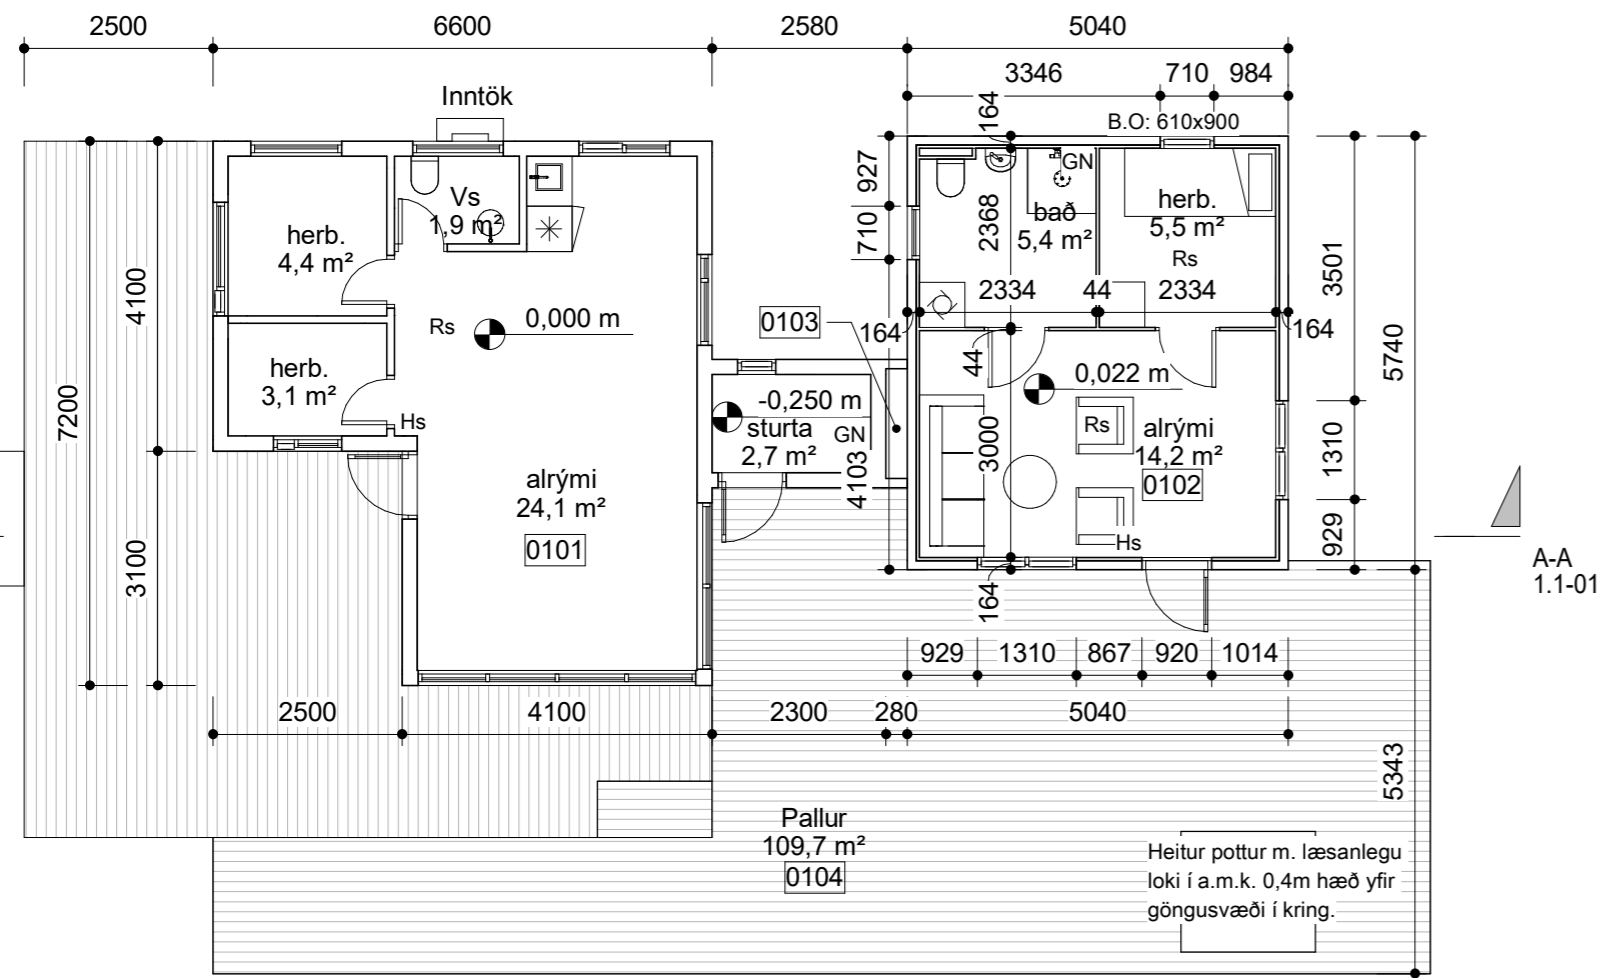 2500
6600
2580
5040
3346
710
984
Inntök
164
B.O: 610x900
927
710
GN
2368
bað
5,4 m²
herb.
5,5 m²
Rs
Vs
1,9 m²
herb.
4,4 m²
4100
7200
3501
5740
2334
44
2334
164
164
0103
Rs
0,000 m
herb.
3,1 m²
Hs
44
0,022 m
-0,250 m
sturta
2,7 m²
GN
4103
3000
Rs
alrými
14,2 m²
0102
Hs
1310
929
alrými
24,1 m²
0101
3100
A-A
1.1-01
164
929
1310
867
920
1014
2500
4100
2300
280
5040
5343
Pallur
109,7 m²
0104
Heitur pottur m. læsanlegu
loki í a.m.k. 0,4m hæð yfir
göngusvæði í kring.